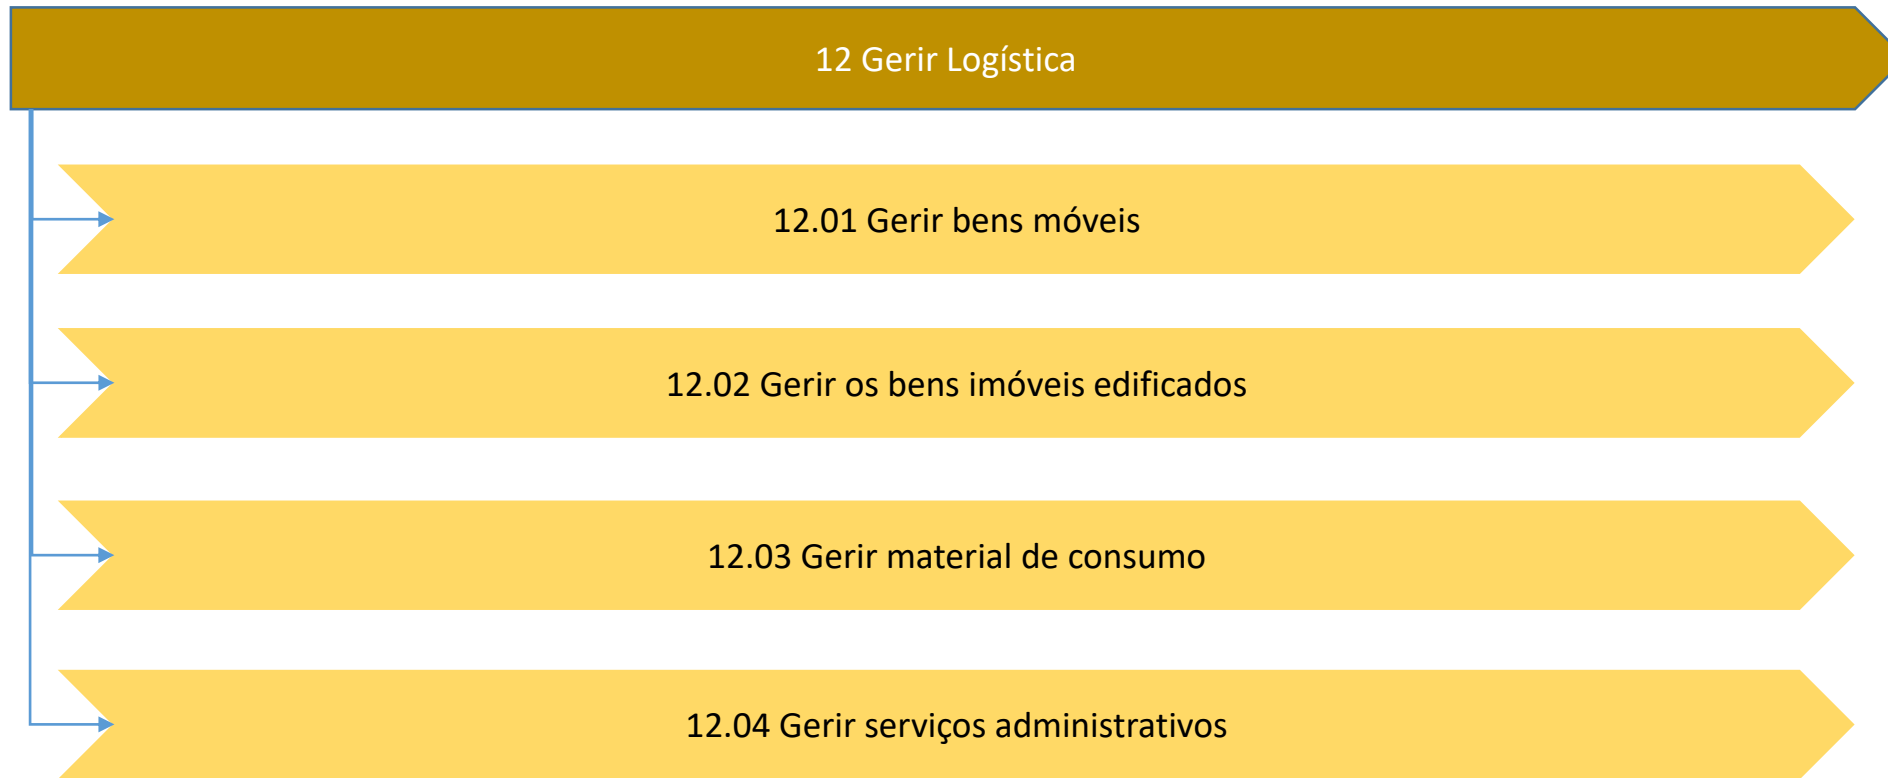 12 Gerir Logística
12.01 Gerir bens móveis
12.02 Gerir os bens imóveis edificados
12.03 Gerir material de consumo
12.04 Gerir serviços administrativos